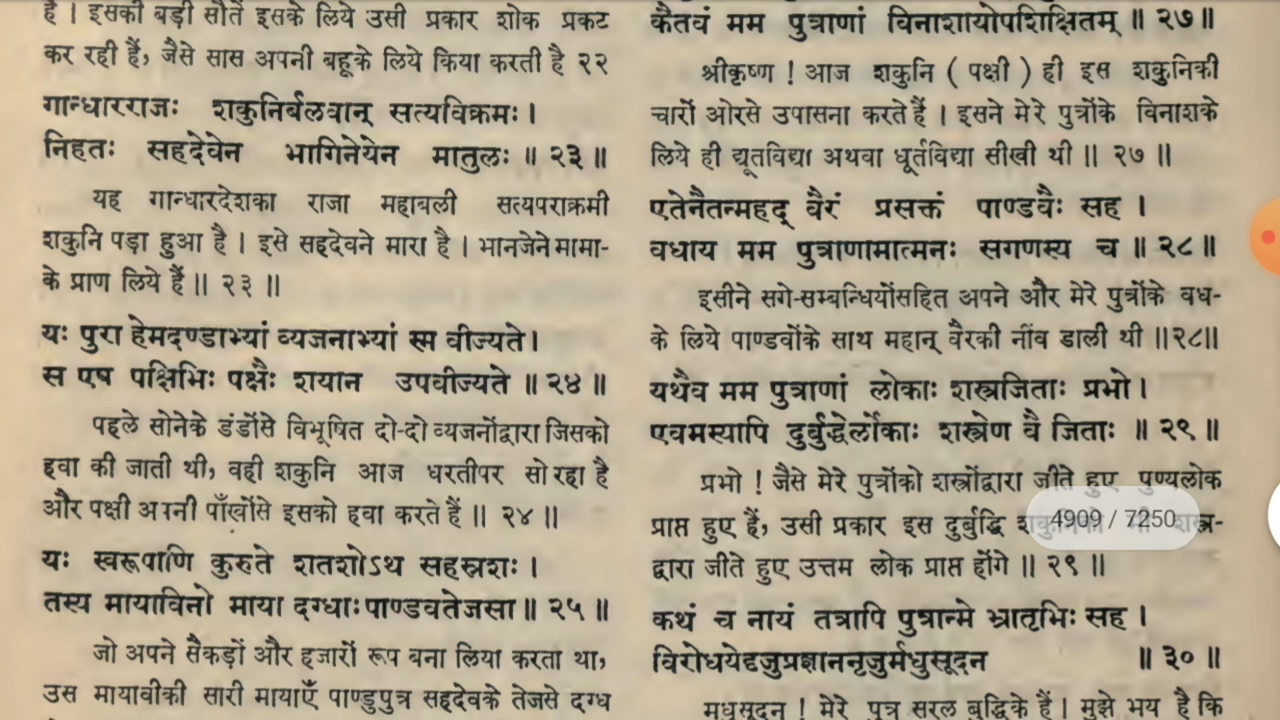 है । इसकी बड़ी सौतें इसके लिये उसी प्रकार शोक प्रकट
कर रही हैं, जैसे सास अपनी बहूके लिये किया करती है २२
गान्धारराजः शकुनिर्बलवान् सत्यविक्रमः ।
निहतः सहदेवेन भागिनेयेन मातुलः ॥ २३ ॥
यह गान्धारदेशका राजा महाबली सत्यपराक्रमी
शकुनि पड़ा हुआ है । इसे सहदेवने मारा है । भानजेने मामा-
के प्राण लिये हैं ॥ २३ ॥
यः पुरा हेमदण्डाभ्यां व्यजनाभ्यां स्म वीज्यते ।
स एष पक्षिभिः पक्षैः शयान उपवीज्यते ॥ २४ ॥
पहले सोनेके डंडोंसे विभूषित दो-दो व्यजनोंद्वारा जिसको
हवा की जाती थी, वही शकुनि आज धरतीपर सो रहा है
और पक्षी अपनी पाँखोंसे इसको हवा करते हैं ॥ २४ ॥
यः स्वरूपाणि कुरुते शतशोऽथ सहस्रशः ।
तस्य मायाविनो माया दग्धाः पाण्डवतेजसा ॥ २५ ॥
जो अपने सैकड़ों और हजारों रूप बना लिया करता था,
उस मायावीकी सारी मायाएँ पाण्डुपुत्र सहदेवके तेजसे दग्ध
कैतवं मम पुत्राणां विनाशायोपशिक्षितम् ॥ २७ ॥
श्रीकृष्ण ! आज शकुनि ( पक्षी ) ही इस शकुनिकी
चारों ओरसे उपासना करते हैं । इसने मेरे पुत्रोंके विनाशके
लिये ही द्यूतविद्या अथवा धूर्तविद्या सीखी थी ॥ २७ ॥
एतेनैतन्महद् वैरं प्रसक्तं पाण्डवैः सह ।
वधाय मम पुत्राणामात्मनः सगणस्य च ॥ २८ ॥
इसीने सगे-सम्बन्धियोंसहित अपने और मेरे पुत्रोंके वध-
के लिये पाण्डवोंके साथ महान् वैरकी नींव डाली थी ॥२८॥
यथैव मम पुत्राणां लोकाः शस्त्रजिताः प्रभो ।
एवमस्यापि दुर्बुद्धेर्लोकाः शस्त्रेण वै जिताः ॥ २९ ॥
प्रभो ! जैसे मेरे पुत्रोंको शस्त्रोंद्वारा जीते हुए पुण्यलोक
प्राप्त हुए हैं, उसी प्रकार इस दुर्बुद्धि शकुनिको भी शस्त्र-
4909 / 7250
द्वारा जीते हुए उत्तम लोक प्राप्त होंगे ॥ २९ ॥
कथं च नायं तत्रापि पुत्रान्मे भ्रातृभिः सह ।
विरोधयेदृजुप्रज्ञाननृजुर्मधुसूदन ॥ ३० ॥
मधुसूदन ! मेरे पुत्र सरल बुद्धिके हैं । मुझे भय है कि